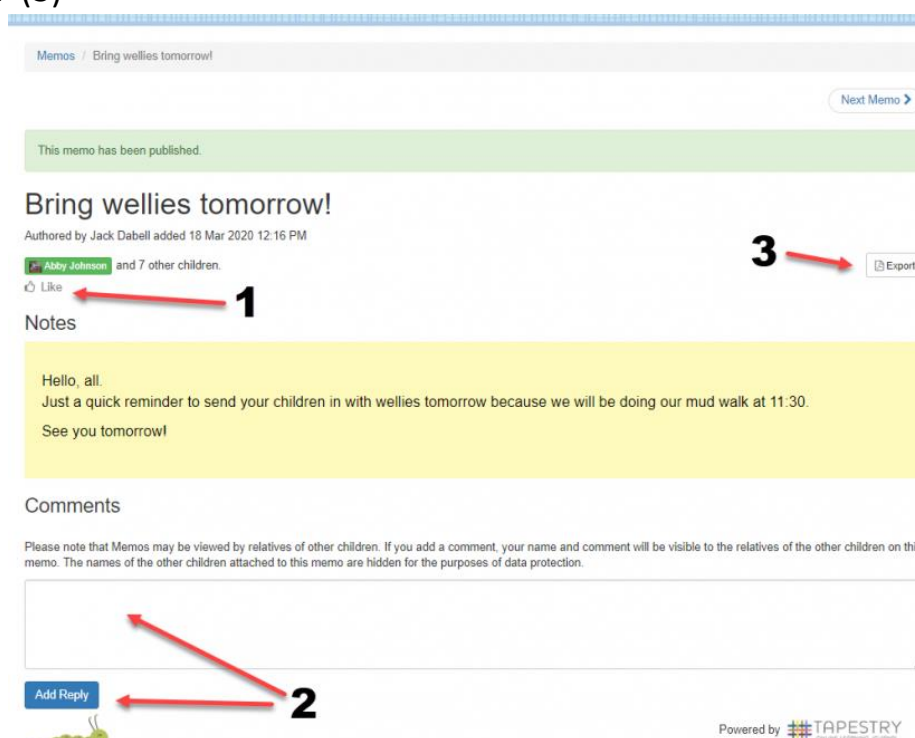 (3)
Memos / Bring wellies tomorrow!
Next Memo
This memo has been published.
Bring wellies tomorrow!
Authored by Jack Dabell added 18 Mar 2020 12:16 PM
Abby Johnson and 7 other children.
3
Export
Like
1
Notes
Hello, all.
Just a quick reminder to send your children in with wellies tomorrow because we will be doing our mud walk at 11:30.
See you tomorrow!
Comments
Please note that Memos may be viewed by relatives of other children. If you add a comment, your name and comment will be visible to the relatives of the other children on
memo. The names of the other children attached to this memo are hidden for the purposes of data protection.
Add Reply
2
Powered by TAPESTRY